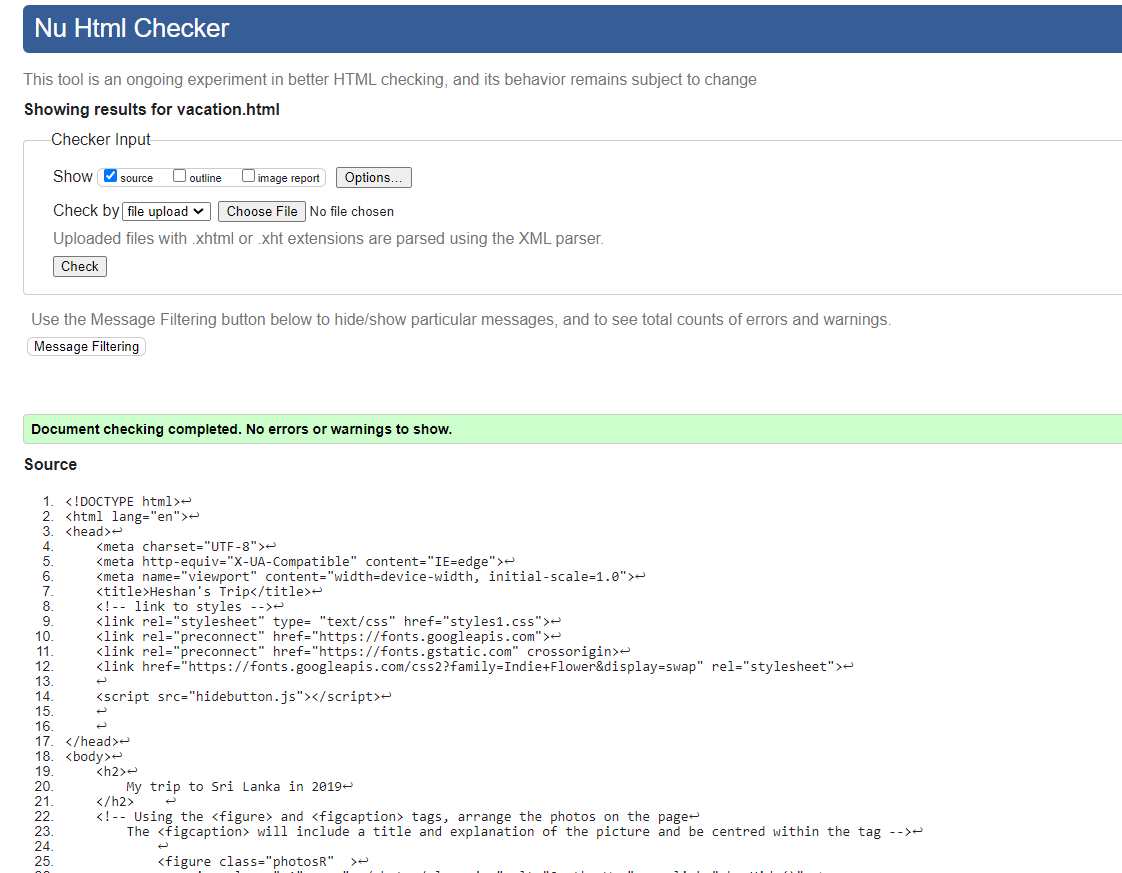 Nu Html Checker
This tool is an ongoing experiment in better HTML checking, and its behavior remains subject to change
Showing results for vacation.html
Checker Input
Show source outline image report Options...
Check by file upload Choose File No file chosen
Uploaded files with .xhtml or .xht extensions are parsed using the XML parser.
Check
Use the Message Filtering button below to hide/show particular messages, and to see total counts of errors and warnings.
Message Filtering
Document checking completed. No errors or warnings to show.
Source
1. <!DOCTYPE html>↩
2. <html lang="en">↩
3. <head>↩
4. <meta charset="UTF-8">↩
5. <meta http-equiv="X-UA-Compatible" content="IE=edge">↩
6. <meta name="viewport" content="width=device-width, initial-scale=1.0">↩
7. <title>Heshan's Trip</title>↩
8. <!-- link to styles -->↩
9. <link rel="stylesheet" type= "text/css" href="styles1.css">↩
10. <link rel="preconnect" href="https://fonts.googleapis.com">↩
11. <link rel="preconnect" href="https://fonts.gstatic.com" crossorigin>↩
12. <link href="https://fonts.googleapis.com/css2?family=Indie+Flower&display=swap" rel="stylesheet">↩
13. ↩
14. <script src="hidebutton.js"></script>↩
15. ↩
16. ↩
17. </head>↩
18. <body>↩
19. <h2>↩
20. My trip to Sri Lanka in 2019↩
21. </h2> ↩
22. <!-- Using the <figure> and <figcaption> tags, arrange the photos on the page↩
23. The <figcaption> will include a title and explanation of the picture and be centred within the tag -->↩
24. ↩
25. <figure class="photosR" >↩